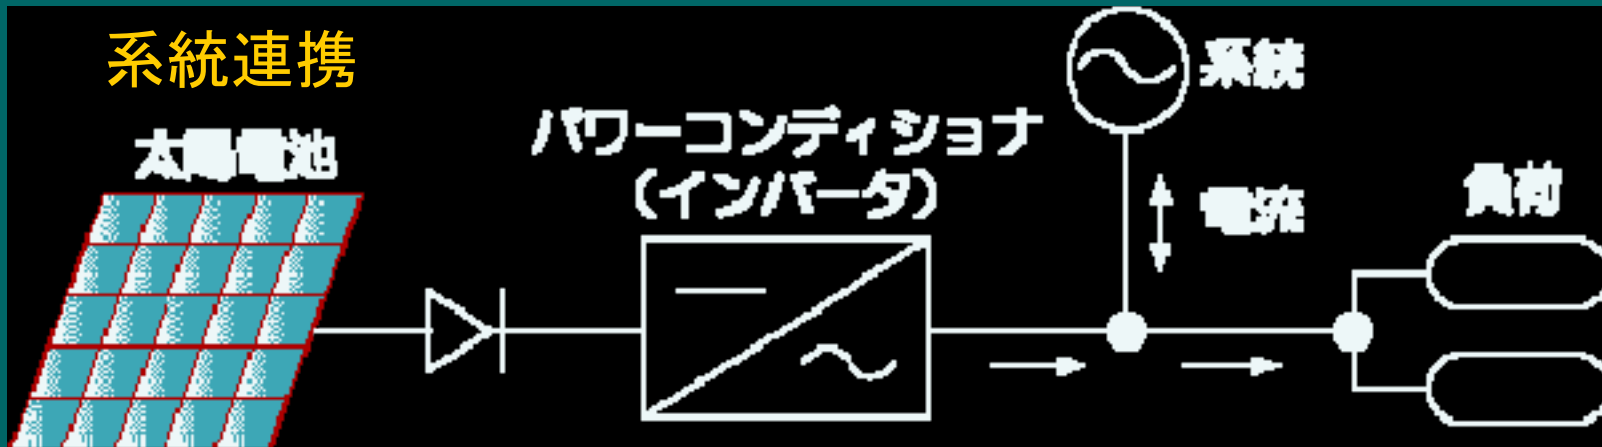 系統連携
太陽電池
パワーコンディショナ
(インバータ)
系統
電流
負荷